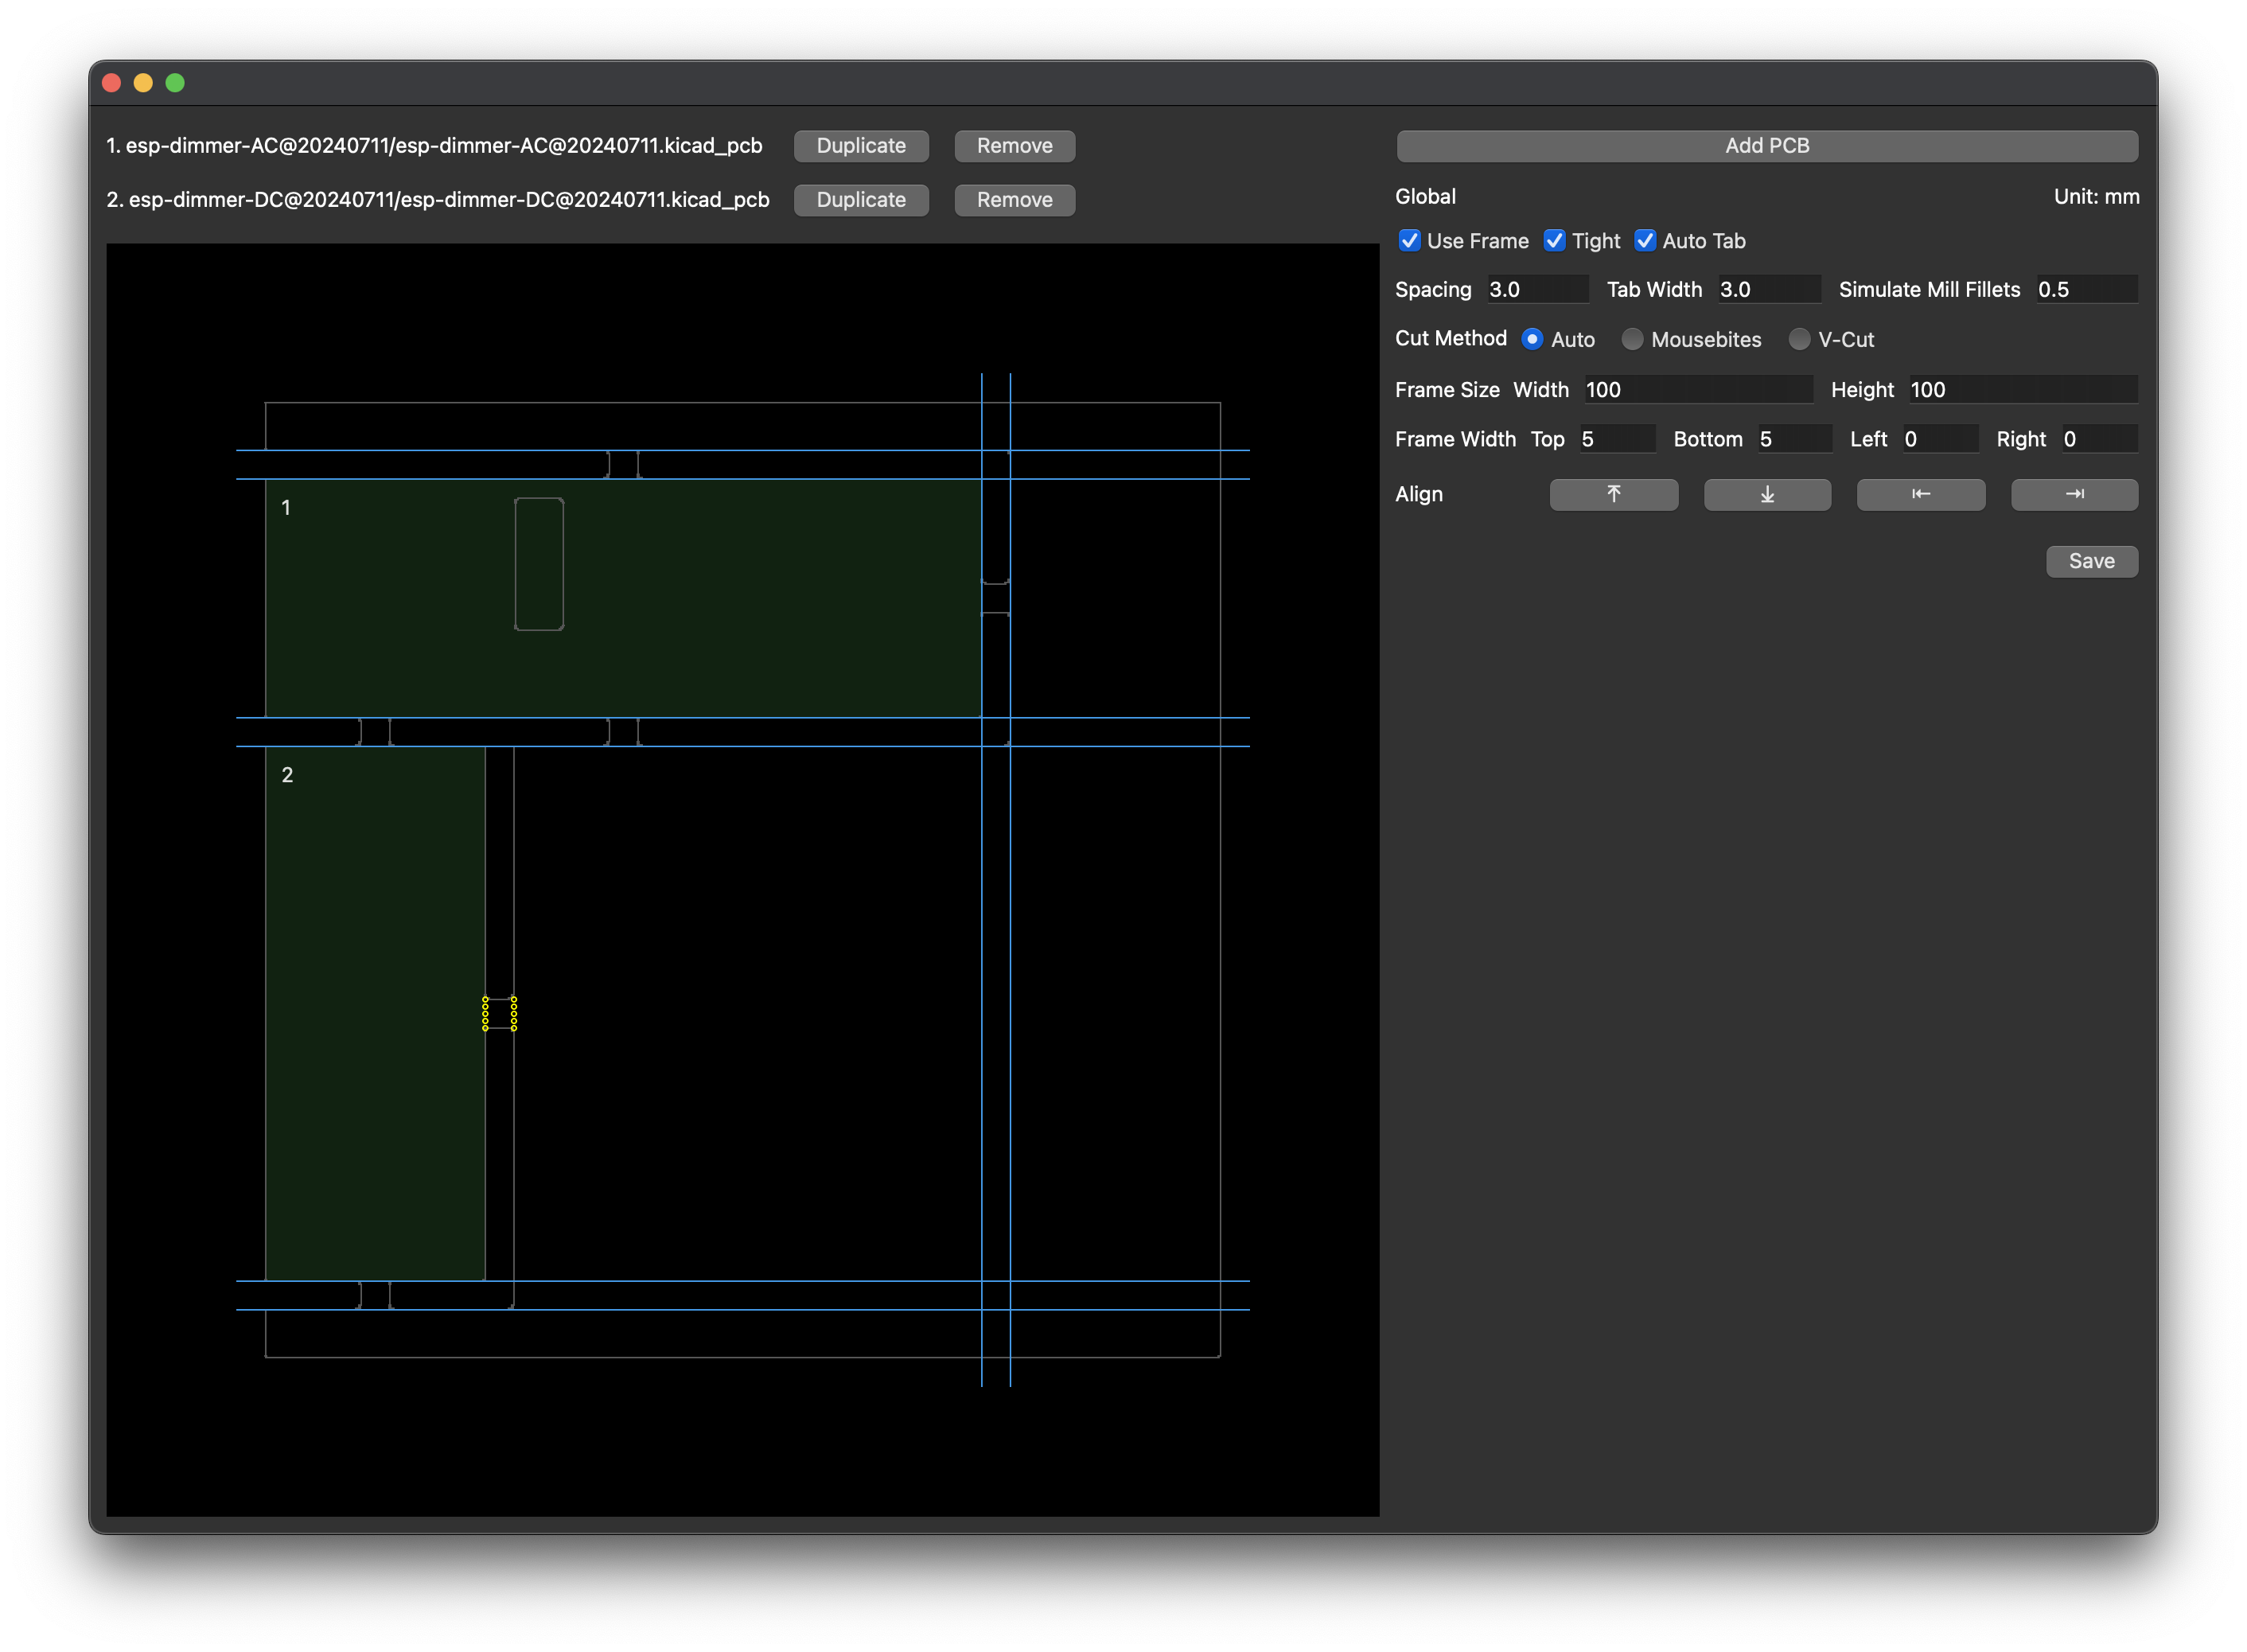 1. esp-dimmer-AC@20240711/esp-dimmer-AC@20240711.kicad_pcb Duplicate Remove
2. esp-dimmer-DC@20240711/esp-dimmer-DC@20240711.kicad_pcb Duplicate Remove
1
2
Add PCB
Global Unit: mm
Use Frame Tight Auto Tab
Spacing 3.0 Tab Width 3.0 Simulate Mill Fillets 0.5
Cut Method Auto Mousebites V-Cut
Frame Size Width 100 Height 100
Frame Width Top 5 Bottom 5 Left 0 Right 0
Align
Save